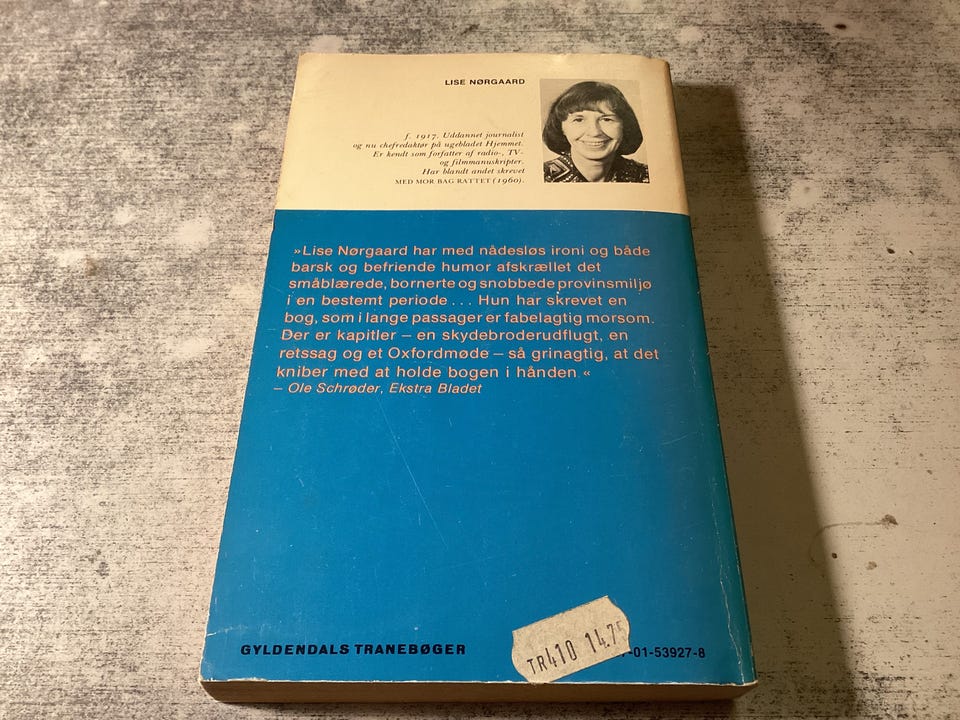 LISE NØRGAARD
f. 1917. Uddannet journalist
og nu chefredaktør på ugebladet Hjemmet.
Er kendt som forfatter af radio-, TV-
og filmmanuskripter.
Har blandt andet skrevet
MED MOR BAG RATTET (1960).
»Lise Nørgaard har med nådesløs ironi og både
barsk og befriende humor afskrællet det
småblærede, bornerte og snobbede provinsmiljø
i en bestemt periode... Hun har skrevet en
bog, som i lange passager er fabelagtig morsom.
Der er kapitler – en skydebroderudflugt, en
retssag og et Oxfordmøde – så grinagtig, at det
kniber med at holde bogen i hånden.«
– Ole Schrøder, Ekstra Bladet
GYLDENDALS TRANEBØGER
TR410 14.75
-01-53927-8